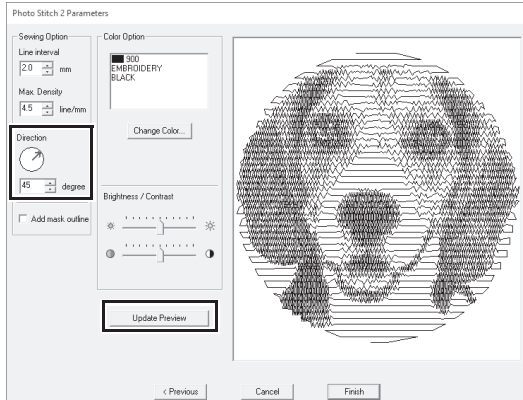 Photo Stitch 2 Parameters
Sewing Option
Line interval
2.0 mm
Max. Density
4.5 line/mm
Direction
45 degree
Add mask outline
Color Option
900
EMBROIDERY
BLACK
Change Color...
Brightness / Contrast
Update Preview
< Previous
Cancel
Finish